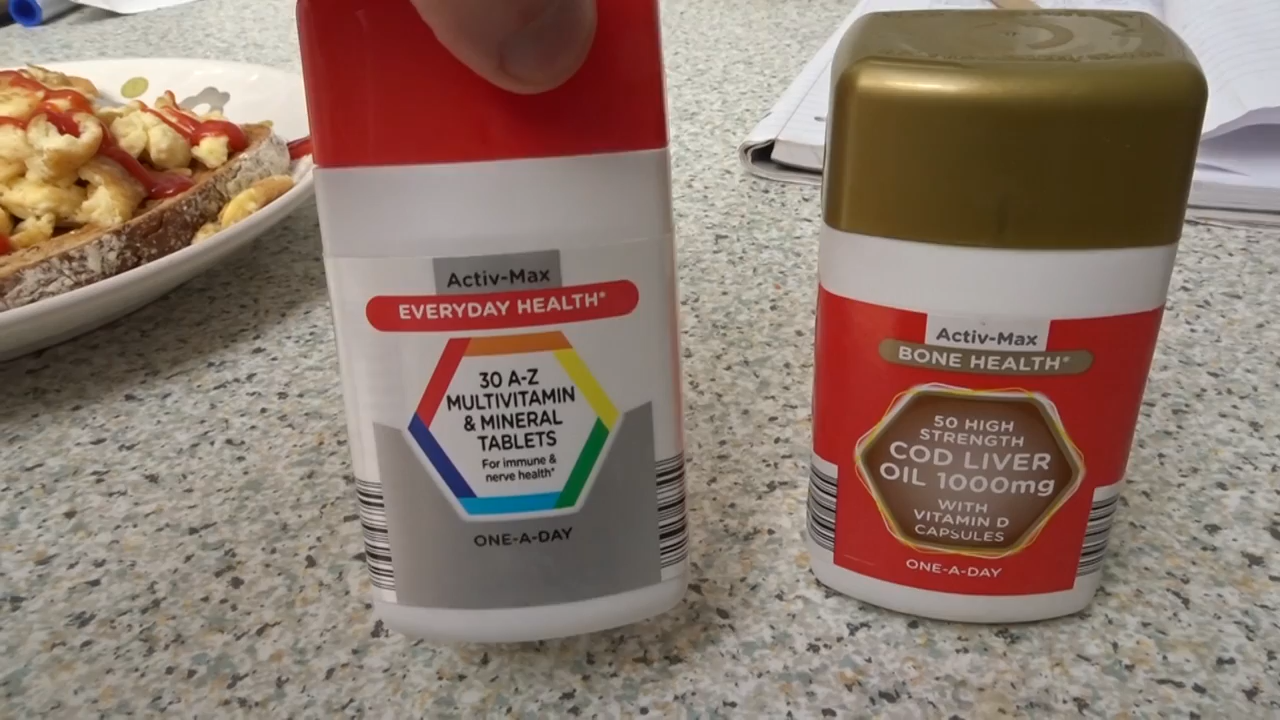 Activ-Max
EVERYDAY HEALTH*
30 A-Z
MULTIVITAMIN
& MINERAL
TABLETS
For immune &
nerve health*
ONE-A-DAY
Activ-Max
BONE HEALTH*
50 HIGH
STRENGTH
COD LIVER
OIL 1000mg
WITH
VITAMIN D
CAPSULES
ONE-A-DAY